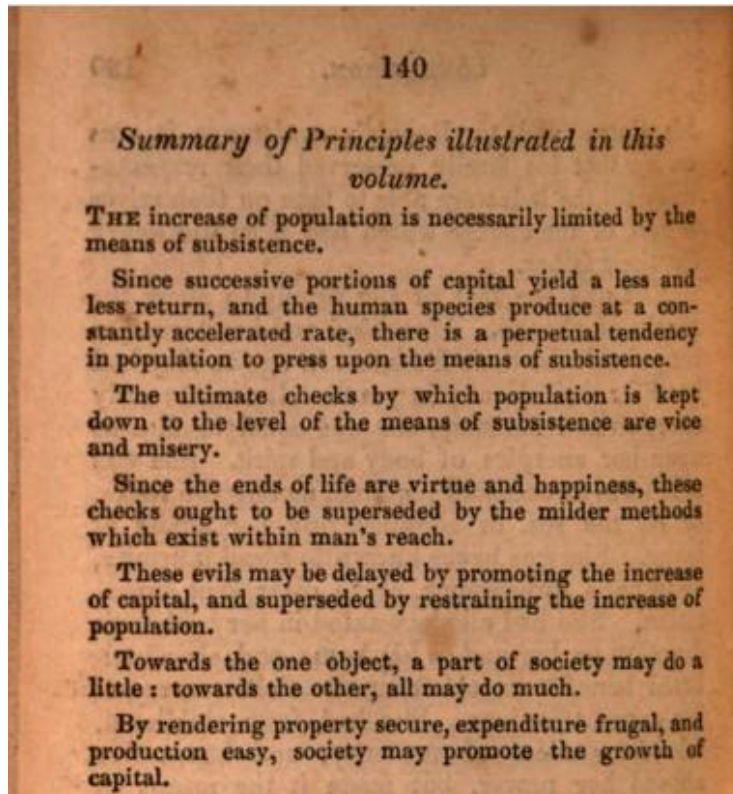 140
Summary of Principles illustrated in this
volume.
THE increase of population is necessarily limited by the
means of subsistence.
Since successive portions of capital yield a less and
less return, and the human species produce at a con-
stantly accelerated rate, there is a perpetual tendency
in population to press upon the means of subsistence.
The ultimate checks by which population is kept
down to the level of the means of subsistence are vice
and misery.
Since the ends of life are virtue and happiness, these
checks ought to be superseded by the milder methods
which exist within man's reach.
These evils may be delayed by promoting the increase
of capital, and superseded by restraining the increase of
population.
Towards the one object, a part of society may do a
little : towards the other, all may do much.
By rendering property secure, expenditure frugal, and
production easy, society may promote the growth of
capital.